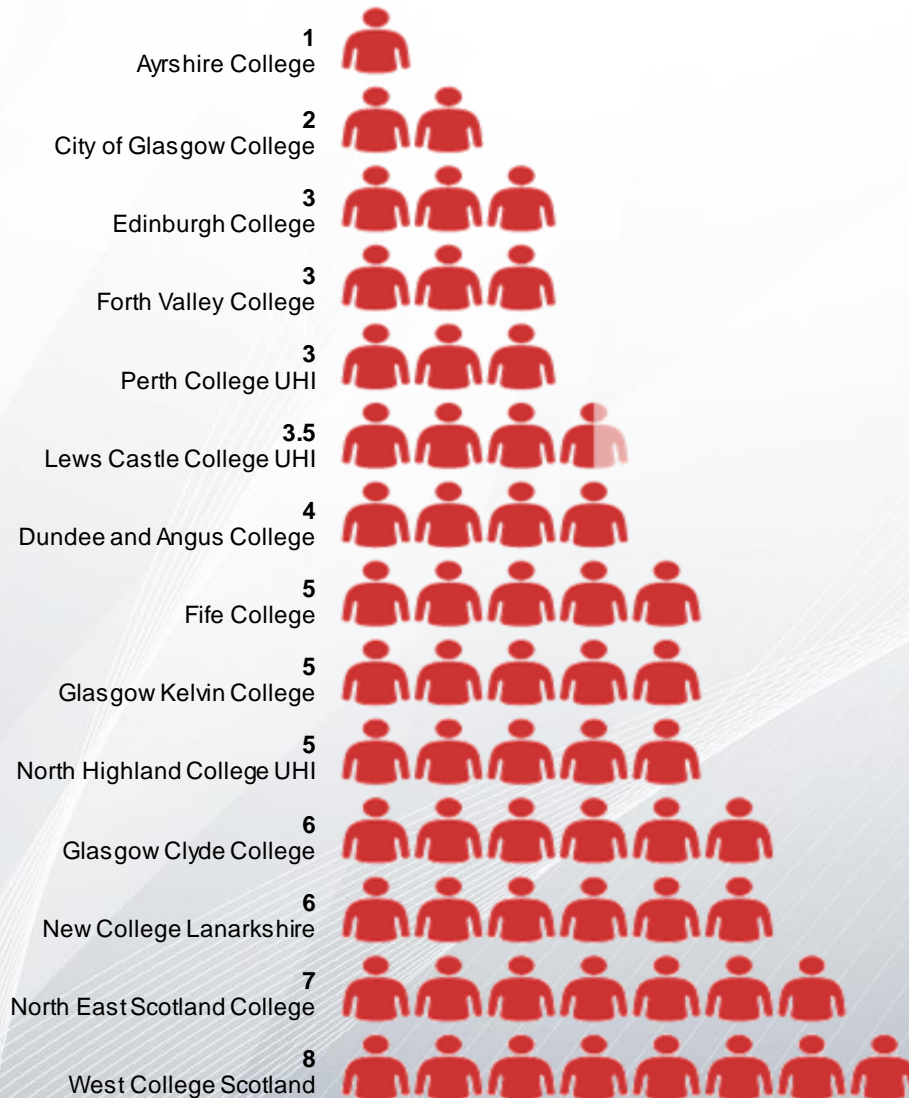 1
Ayrshire College
2
City of Glasgow College
3
Edinburgh College
3
Forth Valley College
3
Perth College UHI
3.5
Lews Castle College UHI
4
Dundee and Angus College
5
Fife College
5
Glasgow Kelvin College
5
North Highland College UHI
6
Glasgow Clyde College
6
New College Lanarkshire
7
North East Scotland College
8
West College Scotland